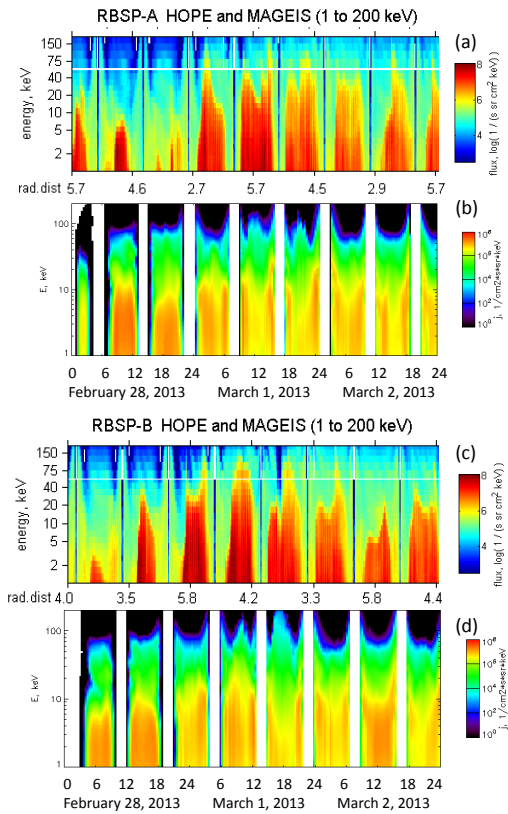 RBSP-A HOPE and MAGEIS (1 to 200 keV)
(a)
energy, keV
150
75
40
20
10
5
2
8
6
4
flux, log(1 / (s sr cm² keV))
rad.dist
5.7 4.6 2.7 5.7 4.5 2.9 5.7
(b)
E, keV
100
10
1
10⁸
10⁶
10⁴
10²
10⁰
j, 1/cm2*s*sr*keV
0 6 12 18 24 6 12 18 24 6 12 18 24
February 28, 2013 March 1, 2013 March 2, 2013
RBSP-B HOPE and MAGEIS (1 to 200 keV)
(c)
energy, keV
150
75
40
20
10
5
2
8
6
4
flux, log(1 / (s sr cm² keV))
rad.dist 4.0 3.5 5.8 4.2 3.3 5.8 4.4
(d)
E, keV
100
10
1
10⁸
10⁶
10⁴
10²
10⁰
j, 1/cm2*s*sr*keV
0 6 12 18 24 6 12 18 24 6 12 18 24
February 28, 2013 March 1, 2013 March 2, 2013